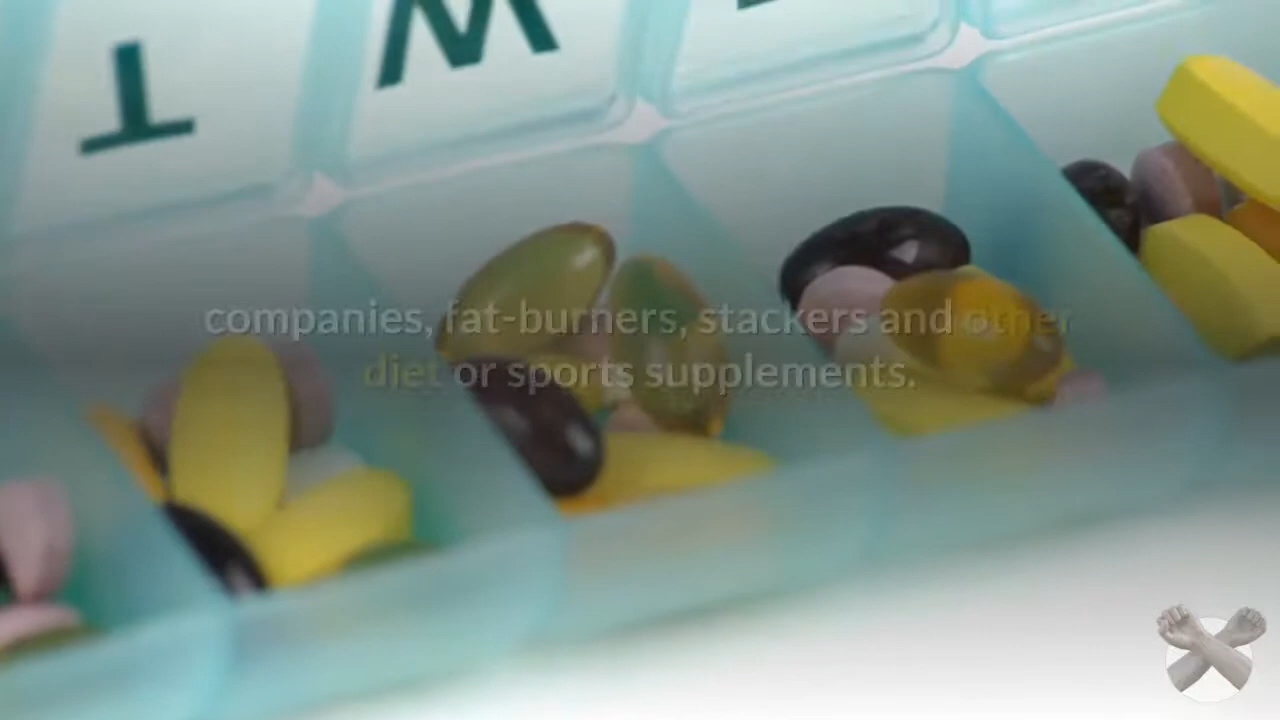 T W
companies, fat-burners, stackers and other
diet or sports supplements.